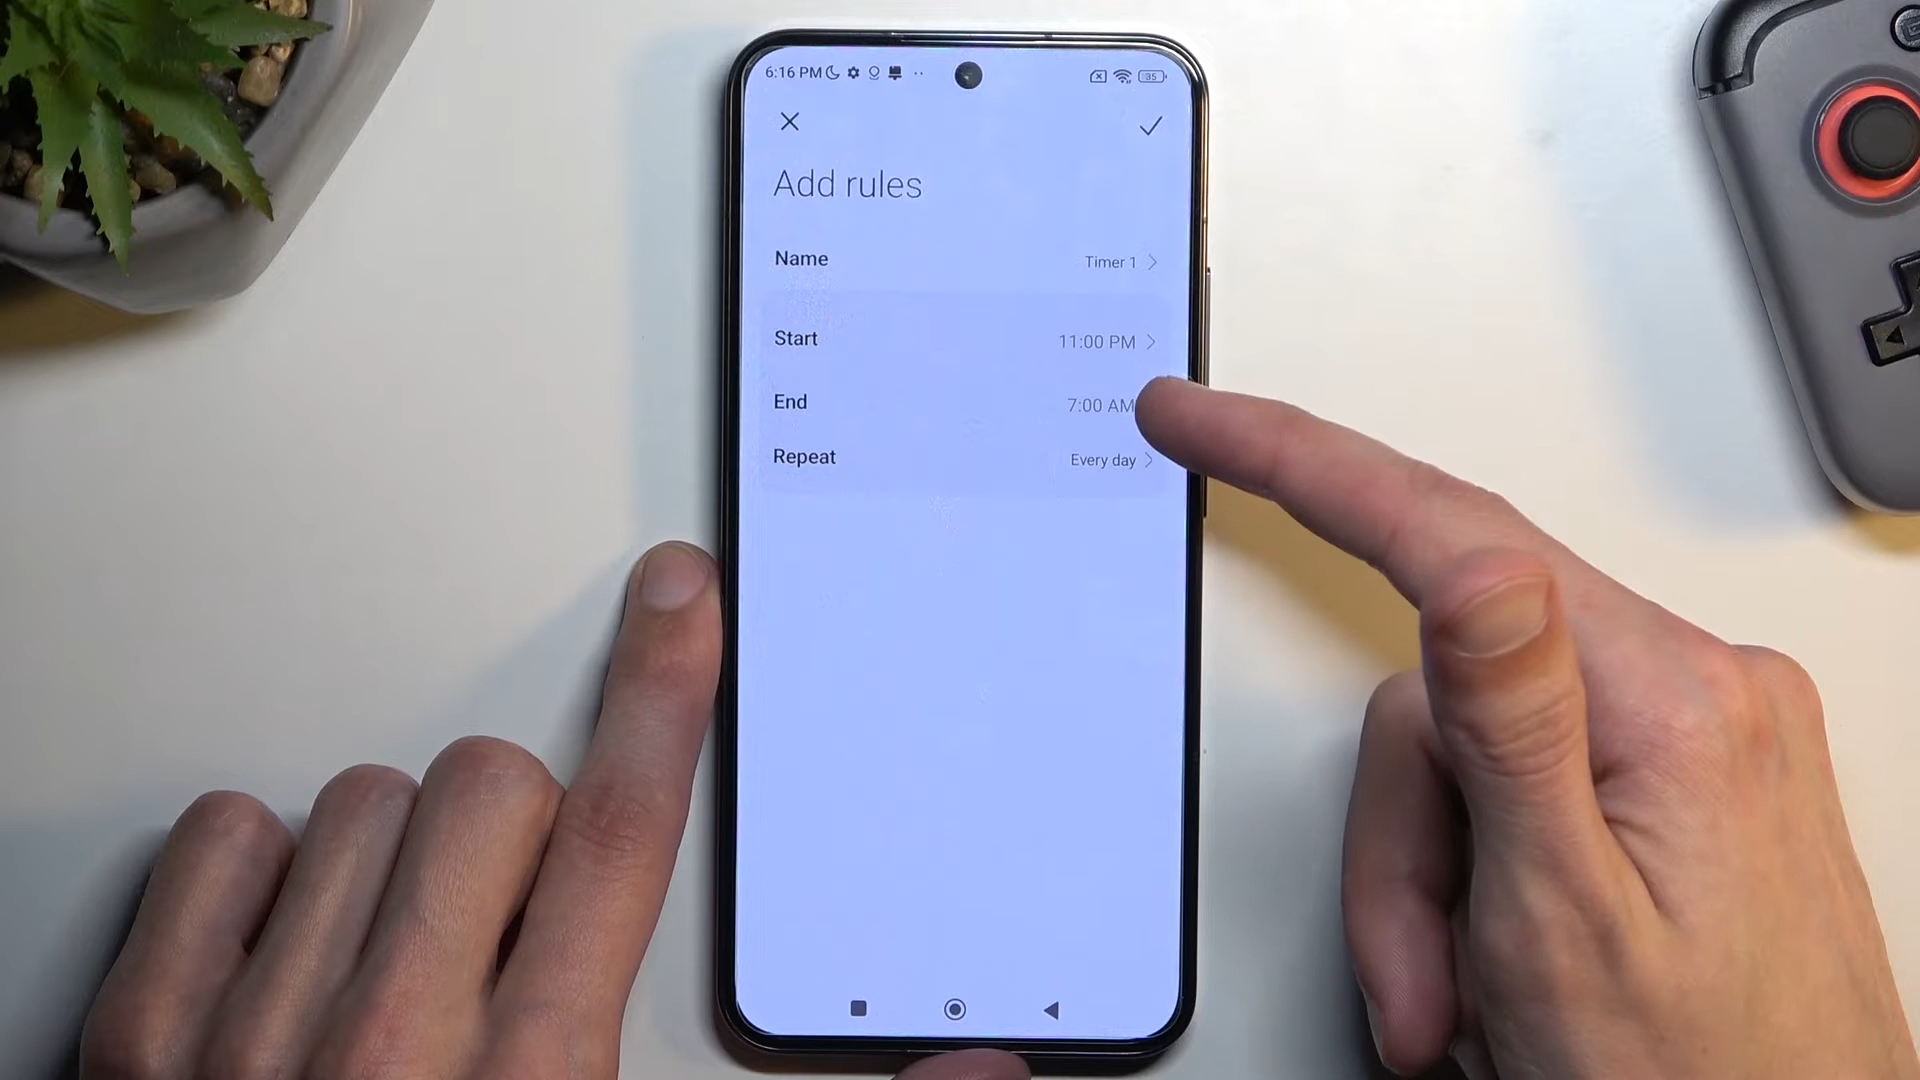 6:16 PM 35
Add rules
Name Timer 1
Start 11:00 PM
End 7:00 AM
Repeat Every day